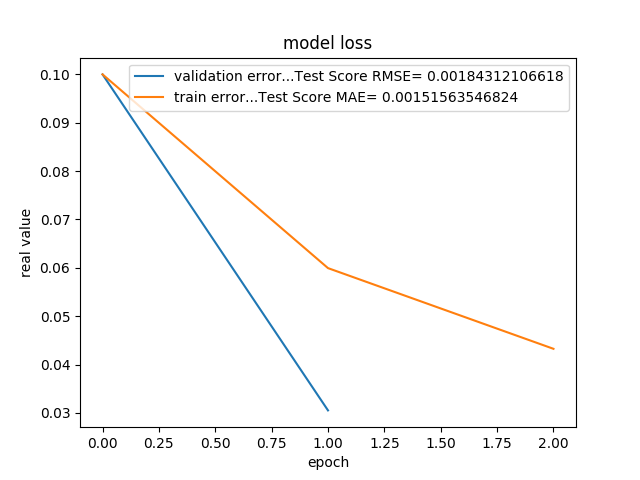 model loss
validation error...Test Score RMSE= 0.00184312106618
train error...Test Score MAE= 0.00151563546824
real value
0.10
0.09
0.08
0.07
0.06
0.05
0.04
0.03
0.00 0.25 0.50 0.75 1.00 1.25 1.50 1.75 2.00
epoch